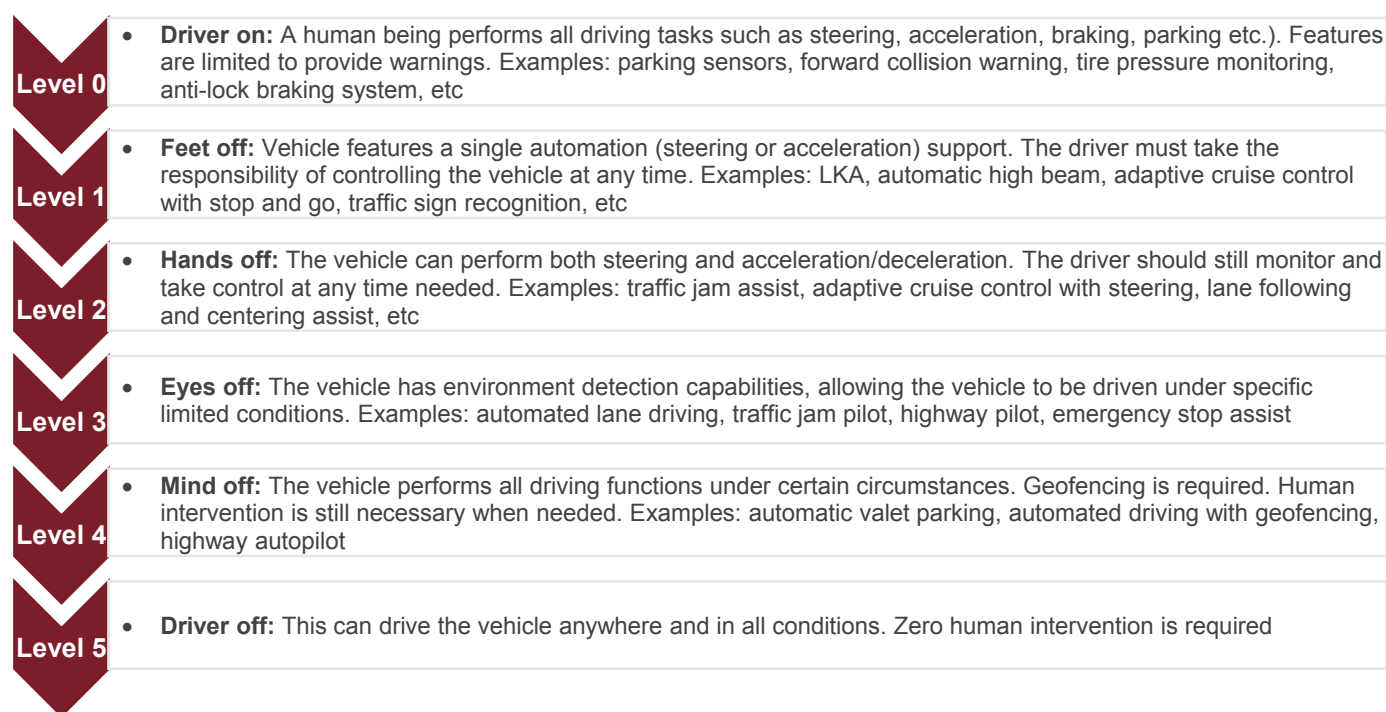 Level 0
• Driver on: A human being performs all driving tasks such as steering, acceleration, braking, parking etc.). Features
are limited to provide warnings. Examples: parking sensors, forward collision warning, tire pressure monitoring,
anti-lock braking system, etc
Level 1
• Feet off: Vehicle features a single automation (steering or acceleration) support. The driver must take the
responsibility of controlling the vehicle at any time. Examples: LKA, automatic high beam, adaptive cruise control
with stop and go, traffic sign recognition, etc
Level 2
• Hands off: The vehicle can perform both steering and acceleration/deceleration. The driver should still monitor and
take control at any time needed. Examples: traffic jam assist, adaptive cruise control with steering, lane following
and centering assist, etc
Level 3
• Eyes off: The vehicle has environment detection capabilities, allowing the vehicle to be driven under specific
limited conditions. Examples: automated lane driving, traffic jam pilot, highway pilot, emergency stop assist
Level 4
• Mind off: The vehicle performs all driving functions under certain circumstances. Geofencing is required. Human
intervention is still necessary when needed. Examples: automatic valet parking, automated driving with geofencing,
highway autopilot
Level 5
• Driver off: This can drive the vehicle anywhere and in all conditions. Zero human intervention is required